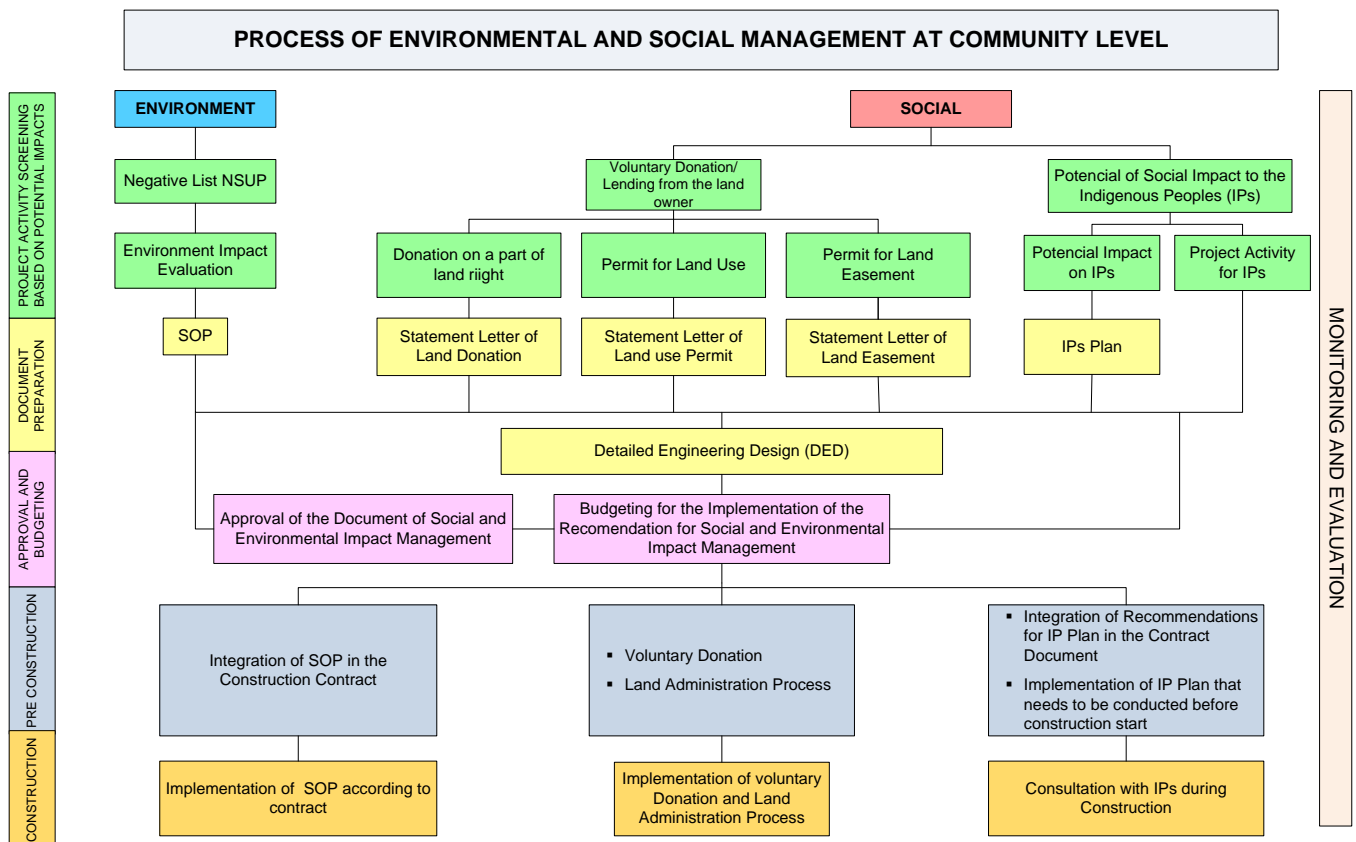 PROCESS OF ENVIRONMENTAL AND SOCIAL MANAGEMENT AT COMMUNITY LEVEL
PROJECT ACTIVITY SCREENING
BASED ON POTENTIAL IMPACTS
ENVIRONMENT
SOCIAL
Negative List NSUP
Voluntary Donation/
Lending from the land
owner
Potencial of Social Impact to the
Indigenous Peoples (IPs)
Environment Impact
Evaluation
Donation on a part of
land riight
Permit for Land Use
Permit for Land
Easement
Potencial Impact
on IPs
Project Activity
for IPs
DOCUMENT
PREPARATION
SOP
Statement Letter of
Land Donation
Statement Letter of
Land use Permit
Statement Letter of
Land Easement
IPs Plan
Detailed Engineering Design (DED)
APPROVAL AND
BUDGETING
Approval of the Document of Social and
Environmental Impact Management
Budgeting for the Implementation of the
Recomendation for Social and Environmental
Impact Management
PRE CONSTRUCTION
Integration of SOP in the
Construction Contract
▪ Voluntary Donation
▪ Land Administration Process
▪ Integration of Recommendations
for IP Plan in the Contract
Document
▪ Implementation of IP Plan that
needs to be conducted before
construction start
CONSTRUCTION
Implementation of SOP according to
contract
Implementation of voluntary
Donation and Land
Administration Process
Consultation with IPs during
Construction
MONITORING AND EVALUATION